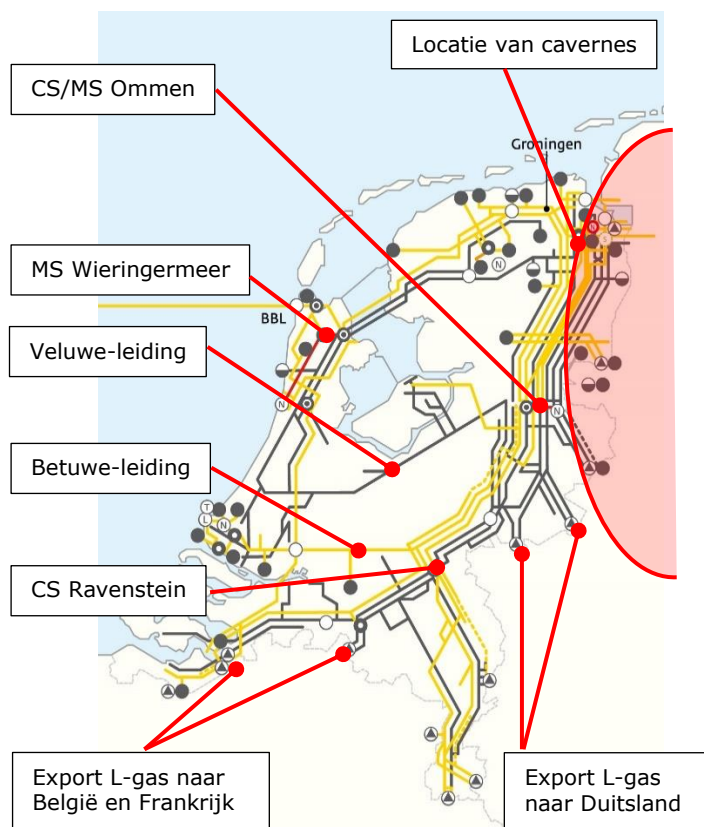 Locatie van cavernes
CS/MS Ommen
Groningen
MS Wieringermeer
N
BBL
Veluwe-leiding
N
N
Betuwe-leiding
T
L
N
CS Ravenstein
Export L-gas naar
België en Frankrijk
Export L-gas
naar Duitsland